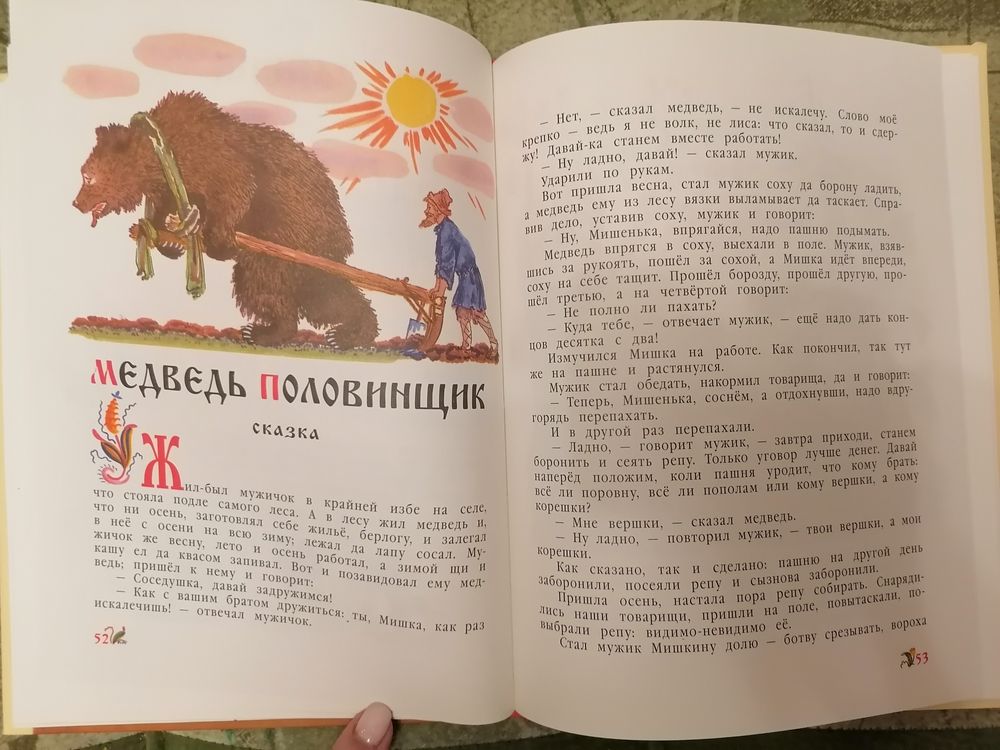 Медведь половинщик
сказка
Жил-был мужичок в крайней избе на селе,
что стояла подле самого леса. А в лесу жил медведь и,
что ни осень, заготовлял себе жильё, берлогу, и залегал
в неё с осени на всю зиму; лежал да лапу сосал. Му-
жичок же весну, лето и осень работал, а зимой щи и
кашу ел да квасом запивал. Вот и позавидовал ему мед-
ведь; пришёл к нему и говорит:
— Соседушка, давай задружимся!
— Как с вашим братом дружиться: ты, Мишка, как раз
искалечишь! — отвечал мужичок.
52
— Нет, — сказал медведь, — не искалечу. Слово моё
крепко — ведь я не волк, не лиса: что сказал, то и сдер-
жу! Давай-ка станем вместе работать!
— Ну ладно, давай! — сказал мужик.
Ударили по рукам.
Вот пришла весна, стал мужик соху да борону ладить,
а медведь ему из лесу вязки выламывает да таскает. Спра-
вив дело, уставив соху, мужик и говорит:
— Ну, Мишенька, впрягайся, надо пашню подымать.
Медведь впрягся в соху, выехали в поле. Мужик, взяв-
шись за рукоять, пошёл за сохой, а Мишка идёт впереди,
соху на себе тащит. Прошёл борозду, прошёл другую, про-
шёл третью, а на четвёртой говорит:
— Не полно ли пахать?
— Куда тебе, — отвечает мужик, — ещё надо дать кон-
цов десятка с два!
Измучился Мишка на работе. Как покончил, так тут
же на пашне и растянулся.
Мужик стал обедать, накормил товарища, да и говорит:
— Теперь, Мишенька, соснём, а отдохнувши, надо вдру-
горядь перепахать.
И в другой раз перепахали.
— Ладно, — говорит мужик, — завтра приходи, станем
боронить и сеять репу. Только уговор лучше денег. Давай
наперёд положим, коли пашня уродит, что кому брать:
всё ли поровну, всё ли пополам или кому вершки, а кому
корешки?
— Мне вершки, — сказал медведь.
— Ну ладно, — повторил мужик, — твои вершки, а мои
корешки.
Как сказано, так и сделано: пашню на другой день
заборонили, посеяли репу и сызнова заборонили.
Пришла осень, настала пора репу собирать. Снаряди-
лись наши товарищи, пришли на поле, повытаскали, по-
выбрали репу: видимо-невидимо её.
Стал мужик Мишкину долю — ботву срезывать, вороха
53